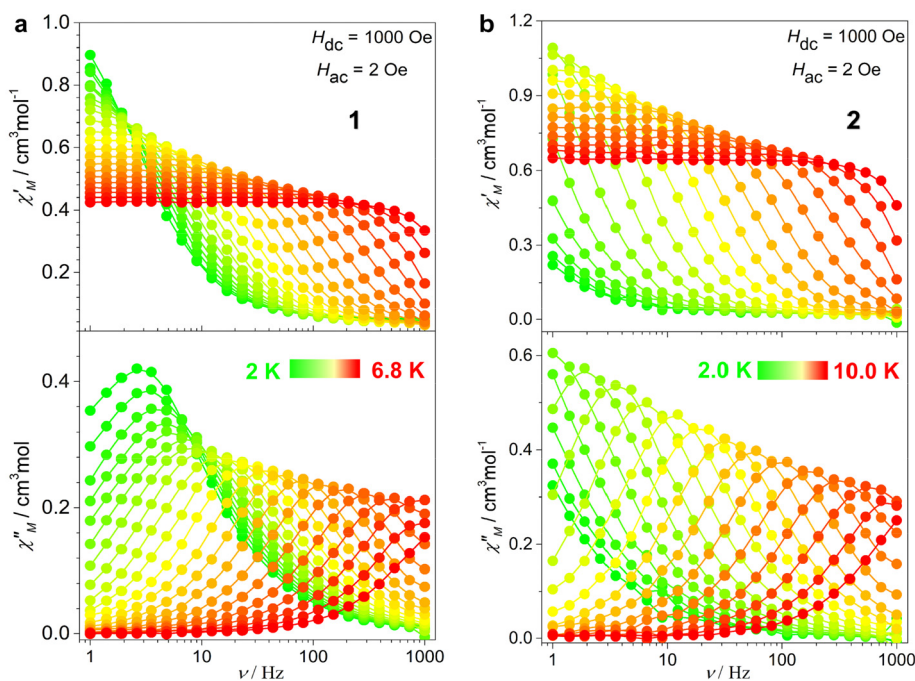 a
H_dc = 1000 Oe
H_ac = 2 Oe
1
χ'_M / cm³mol⁻¹
1.0
0.8
0.6
0.4
0.2
2 K
6.8 K
χ''_M / cm³mol
0.4
0.2
0.0
1
10
100
1000
ν / Hz
b
H_dc = 1000 Oe
H_ac = 2 Oe
2
χ'_M / cm³mol⁻¹
1.2
0.9
0.6
0.3
0.0
2.0 K
10.0 K
χ''_M / cm³mol⁻¹
0.6
0.4
0.2
0.0
1
10
100
1000
ν / Hz